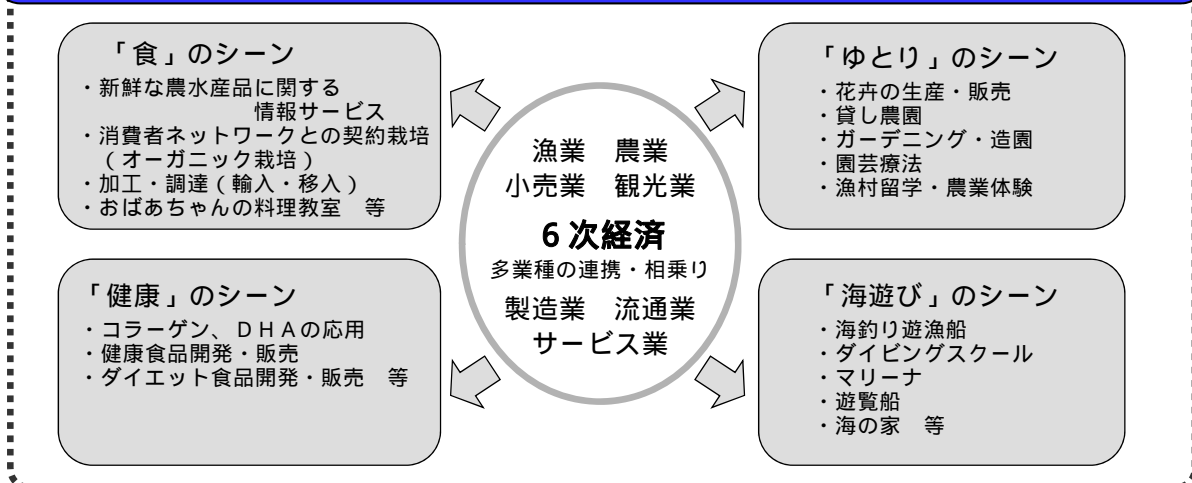 「食」のシーン
・新鮮な農水産品に関する
情報サービス
・消費者ネットワークとの契約栽培
（オーガニック栽培）
・加工・調達（輸入・移入）
・おばあちゃんの料理教室　等
「ゆとり」のシーン
・花卉の生産・販売
・貸し農園
・ガーデニング・造園
・園芸療法
・漁村留学・農業体験
漁業　農業
小売業　観光業
６次経済
多業種の連携・相乗り
製造業　流通業
サービス業
「健康」のシーン
・コラーゲン、ＤＨＡの応用
・健康食品開発・販売
・ダイエット食品開発・販売　等
「海遊び」のシーン
・海釣り遊漁船
・ダイビングスクール
・マリーナ
・遊覧船
・海の家　等